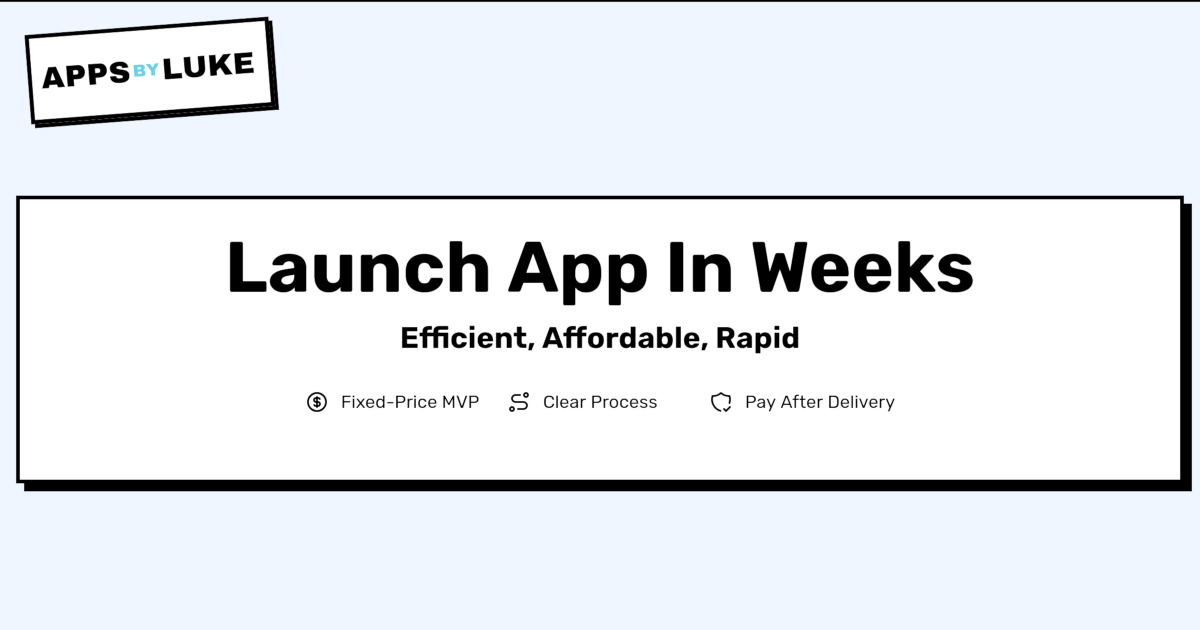 APPS BY LUKE
Launch App In Weeks
Efficient, Affordable, Rapid
Fixed-Price MVP Clear Process Pay After Delivery